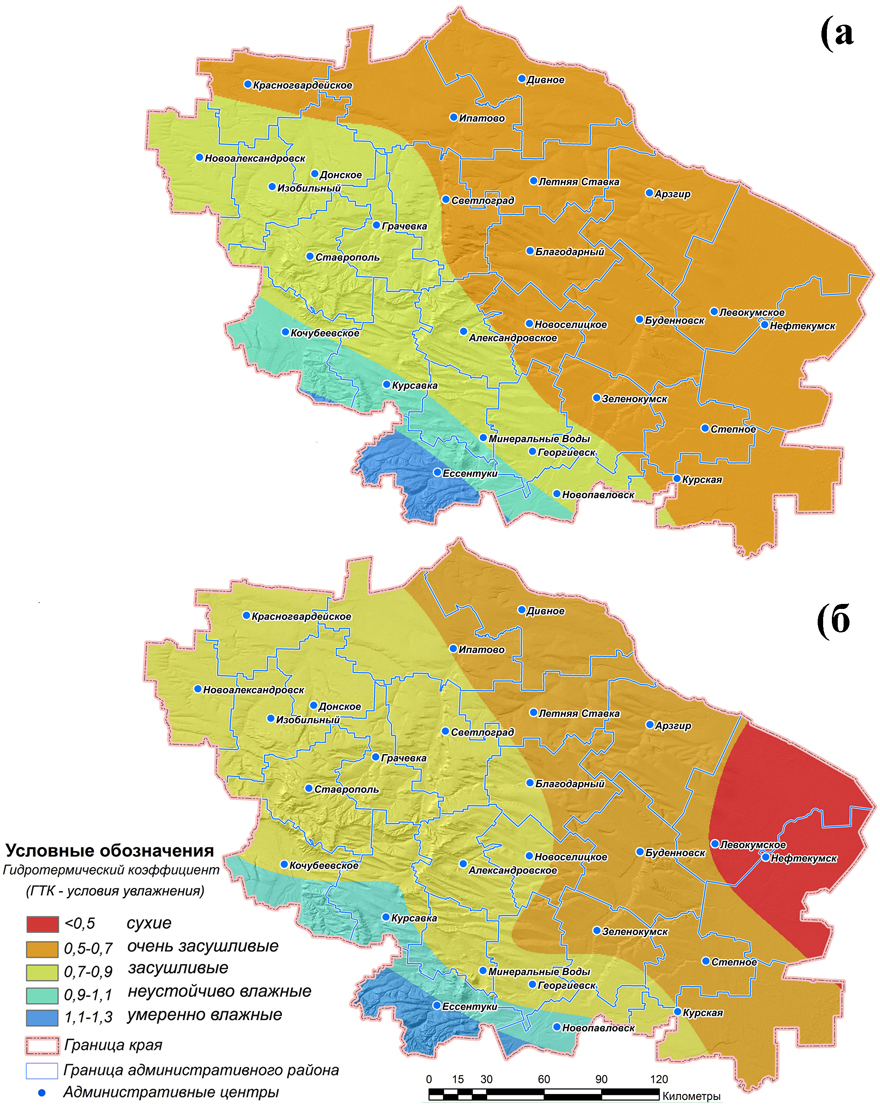 (а
Дивное
Красногвардейское
Ипатово
Новоалександровск
Донское
Изобильный
Летняя Ставка
Арзгир
Светлоград
Грачевка
Ставрополь
Благодарный
Кочубеевское
Александровское
Новоселицкое
Буденновск
Левокумское
Нефтекумск
Курсавка
Зеленокумск
Степное
Минеральные Воды
Георгиевск
Ессентуки
Новопавловск
Курская
(б
Дивное
Красногвардейское
Ипатово
Новоалександровск
Донское
Изобильный
Летняя Ставка
Арзгир
Светлоград
Грачевка
Ставрополь
Благодарный
Кочубеевское
Александровское
Новоселицкое
Буденновск
Левокумское
Нефтекумск
Курсавка
Зеленокумск
Степное
Минеральные Воды
Георгиевск
Ессентуки
Новопавловск
Курская
Условные обозначения
Гидротермический коэффициент
(ГТК - условия увлажнения)
<0,5 сухие
0,5-0,7 очень засушливые
0,7-0,9 засушливые
0,9-1,1 неустойчиво влажные
1,1-1,3 умеренно влажные
Граница края
Граница административного района
Административные центры
0 15 30 60 90 120
Километры